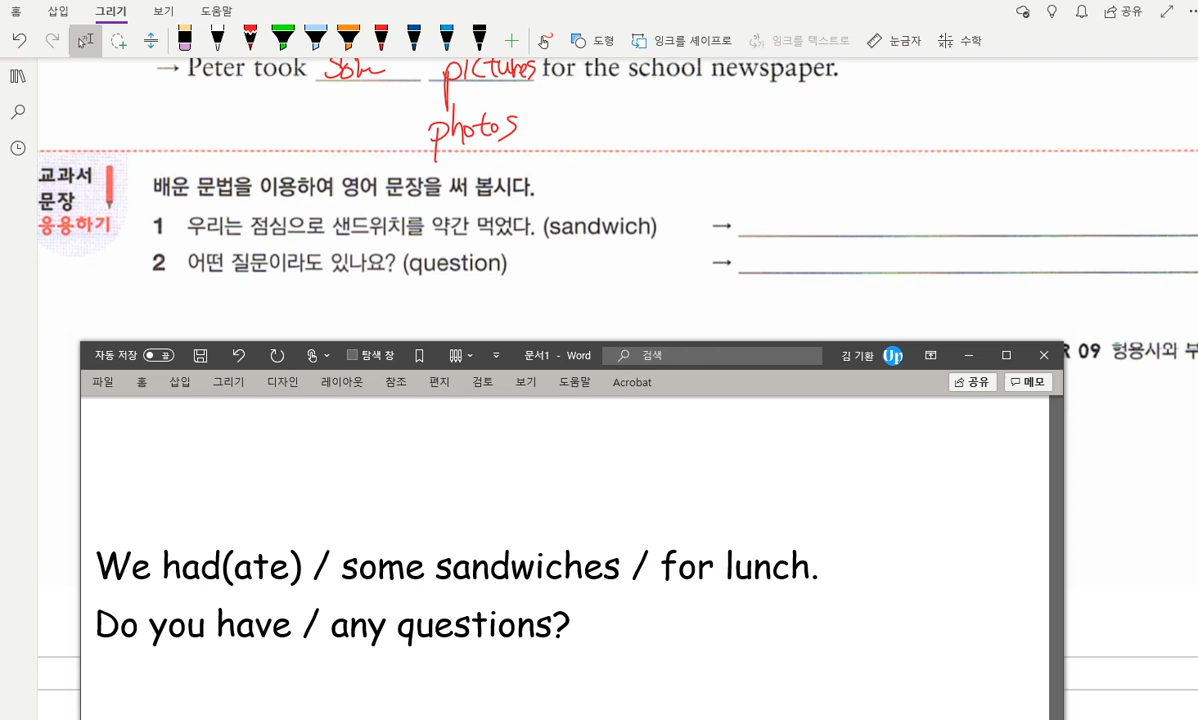 홈 삽입 그리기 보기 도움말 공유
도형 잉크를 셰이프로 잉크를 텍스트로 눈금자 수학
→ Peter took some pictures for the school newspaper.
photos
교과서
문장
응용하기
배운 문법을 이용하여 영어 문장을 써 봅시다.
1 우리는 점심으로 샌드위치를 약간 먹었다. (sandwich) →
2 어떤 질문이라도 있나요? (question) →
09 형용사와 부
자동 저장 끔 탐색 창 문서1 - Word 검색 김 기환 Up
파일 홈 삽입 그리기 디자인 레이아웃 참조 편지 검토 보기 도움말 Acrobat 공유 메모
We had(ate) / some sandwiches / for lunch.
Do you have / any questions?